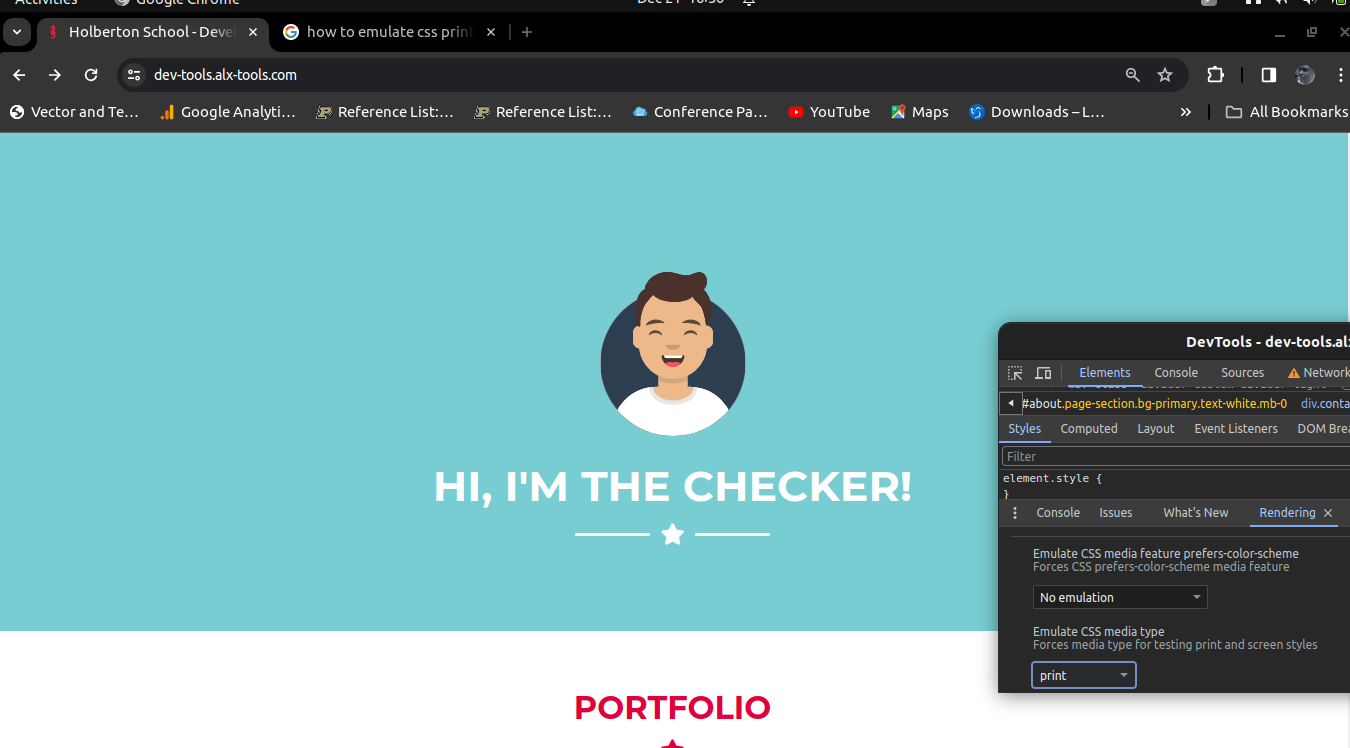 Activities Google Chrome Dec 21 16:56
Holberton School - Deve how to emulate css print
dev-tools.alx-tools.com
Vector and Te... Google Analyti... Reference List:... Reference List:... Conference Pa... YouTube Maps Downloads – L... All Bookmarks
HI, I'M THE CHECKER!
PORTFOLIO
DevTools - dev-tools.al
Elements Console Sources Network
#about.page-section.bg-primary.text-white.mb-0 div.conta
Styles Computed Layout Event Listeners DOM Brea
Filter
element.style {
}
Console Issues What's New Rendering
Emulate CSS media feature prefers-color-scheme
Forces CSS prefers-color-scheme media feature
No emulation
Emulate CSS media type
Forces media type for testing print and screen styles
print